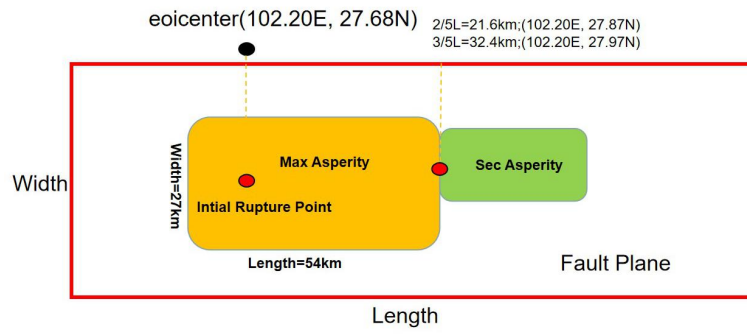 eoicenter(102.20E, 27.68N)
2/5L=21.6km;(102.20E, 27.87N)
3/5L=32.4km;(102.20E, 27.97N)
Max Asperity
Sec Asperity
Width
Width=27km
Intial Rupture Point
Length=54km
Fault Plane
Length